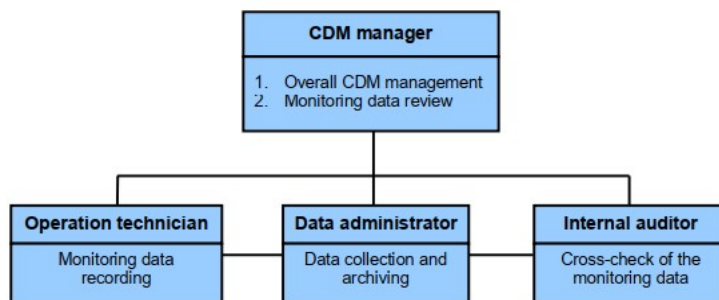 CDM manager
1. Overall CDM management
2. Monitoring data review
Operation technician
Monitoring data
recording
Data administrator
Data collection and
archiving
Internal auditor
Cross-check of the
monitoring data